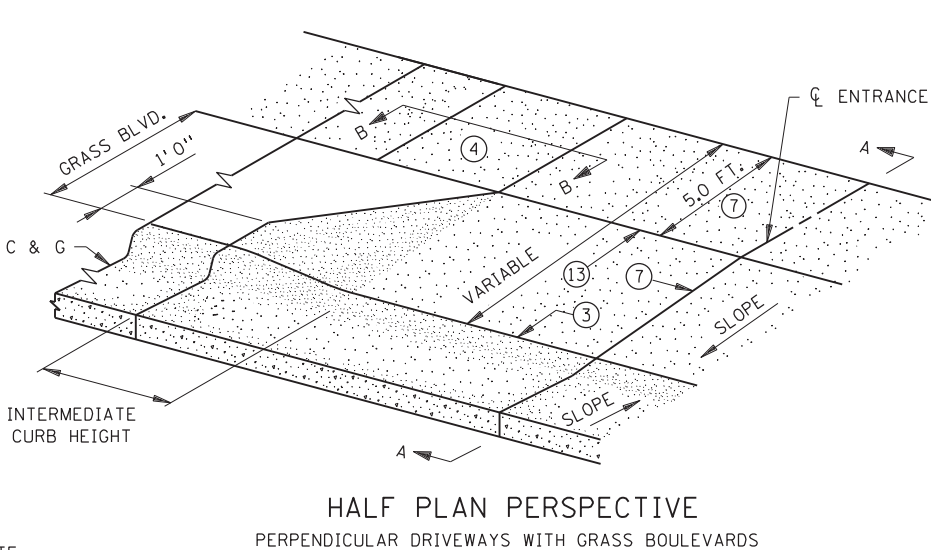 ℄ ENTRANCE
GRASS BLVD.
1' 0"
B
4
B
A
5.0 FT.
7
C & G
VARIABLE
13
7
3
SLOPE
SLOPE
INTERMEDIATE
CURB HEIGHT
A
HALF PLAN PERSPECTIVE
PERPENDICULAR DRIVEWAYS WITH GRASS BOULEVARDS